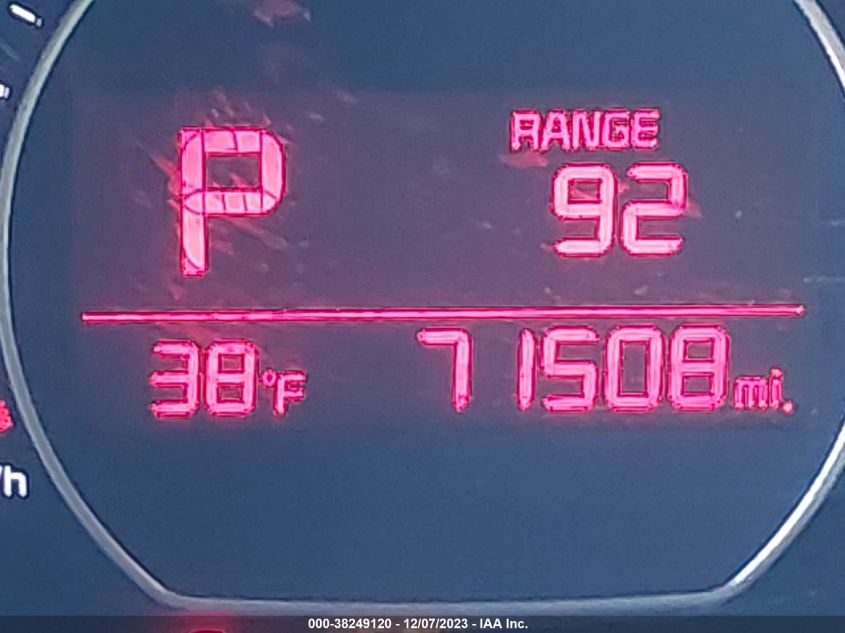 P
RANGE
92
38°F
71508 mi.
/h
000-38249120 - 12/07/2023 - IAA Inc.